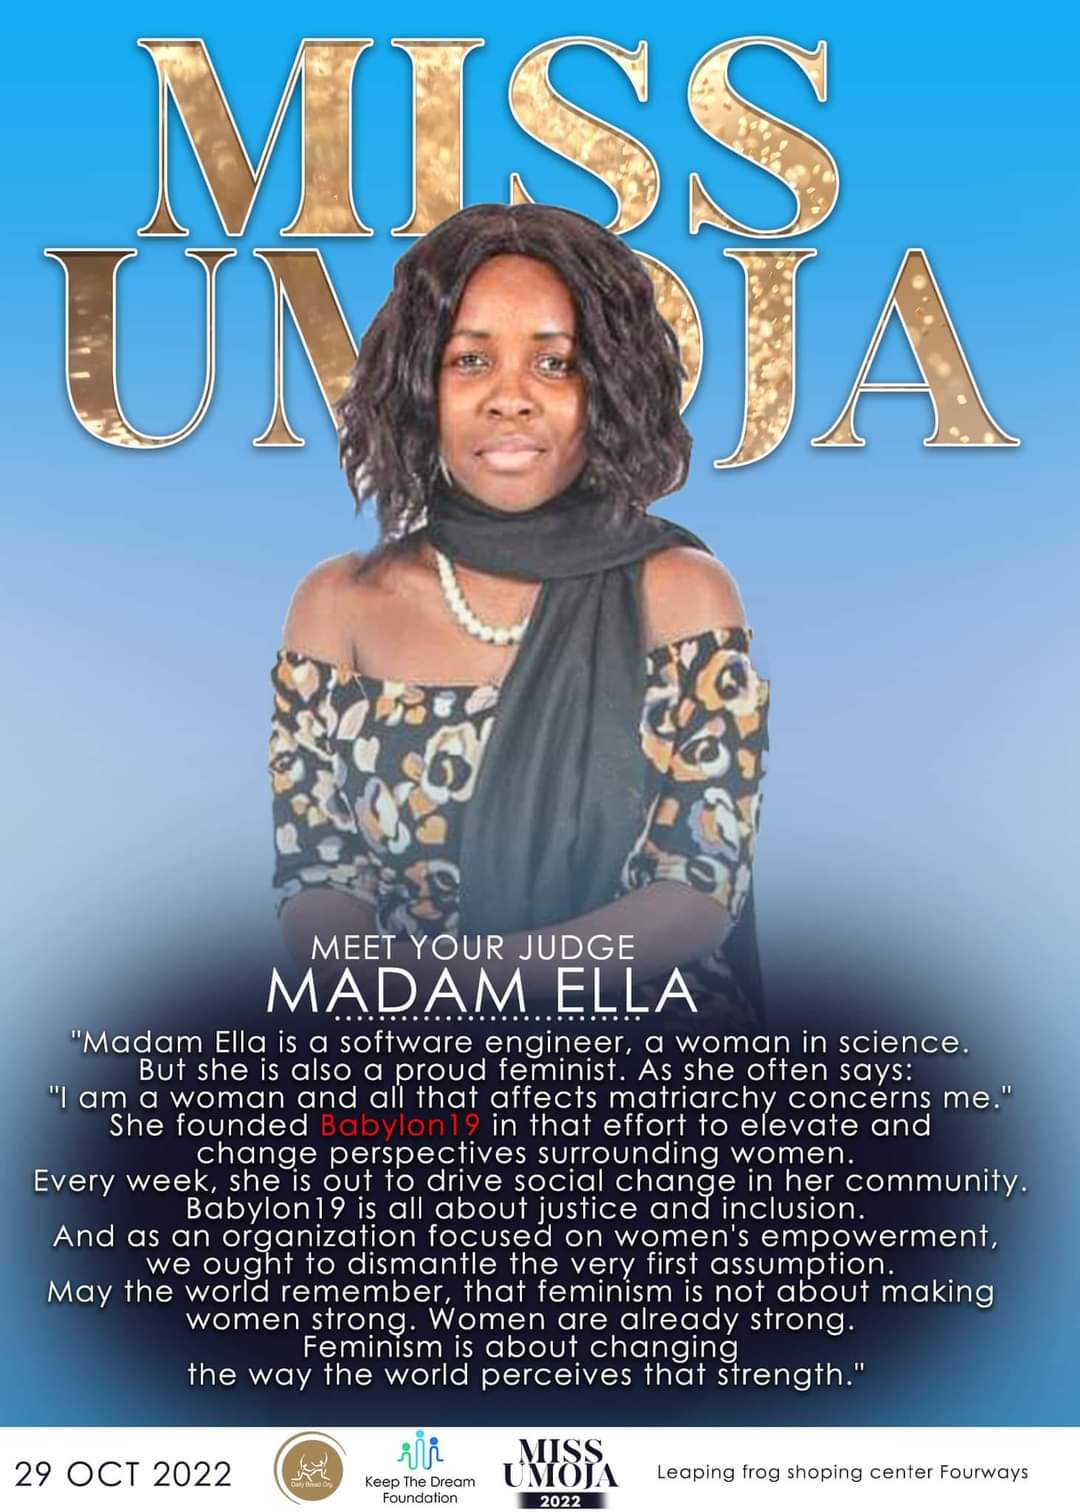 MISS
UMOJA
MEET YOUR JUDGE
MADAM ELLA
"Madam Ella is a software engineer, a woman in science.
But she is also a proud feminist. As she often says:
"I am a woman and all that affects matriarchy concerns me."
She founded Babylon19 in that effort to elevate and
change perspectives surrounding women.
Every week, she is out to drive social change in her community.
Babylon19 is all about justice and inclusion.
And as an organization focused on women's empowerment,
we ought to dismantle the very first assumption.
May the world remember, that feminism is not about making
women strong. Women are already strong.
Feminism is about changing
the way the world perceives that strength."
29 OCT 2022
Daily Bread Org
Keep The Dream
Foundation
MISS
UMOJA
2022
Leaping frog shoping center Fourways